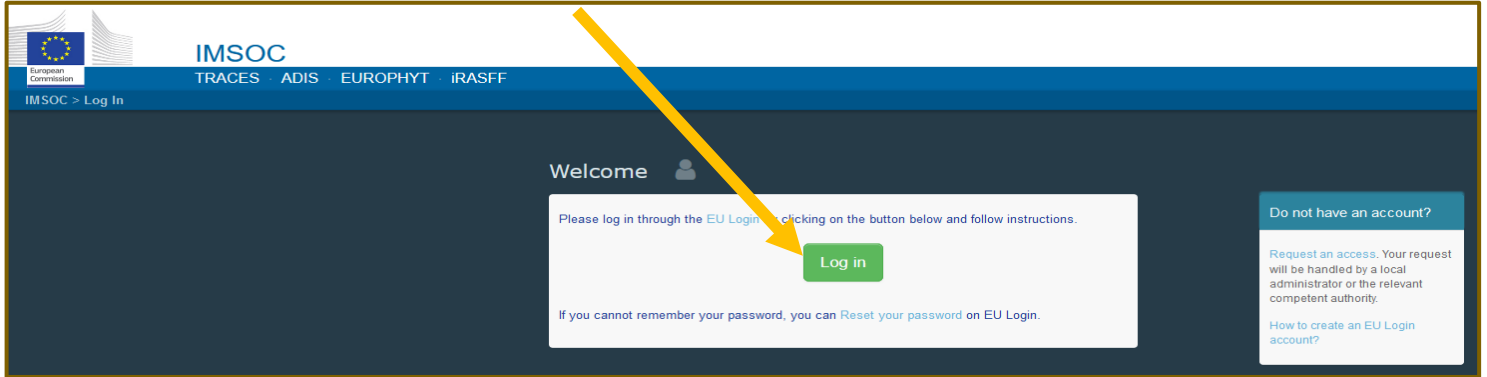 European
Commission
IMSOC
TRACES · ADIS · EUROPHYT · iRASFF
IMSOC > Log In
Welcome
Please log in through the EU Login clicking on the button below and follow instructions.
Log in
If you cannot remember your password, you can Reset your password on EU Login.
Do not have an account?
Request an access. Your request
will be handled by a local
administrator or the relevant
competent authority.
How to create an EU Login
account?